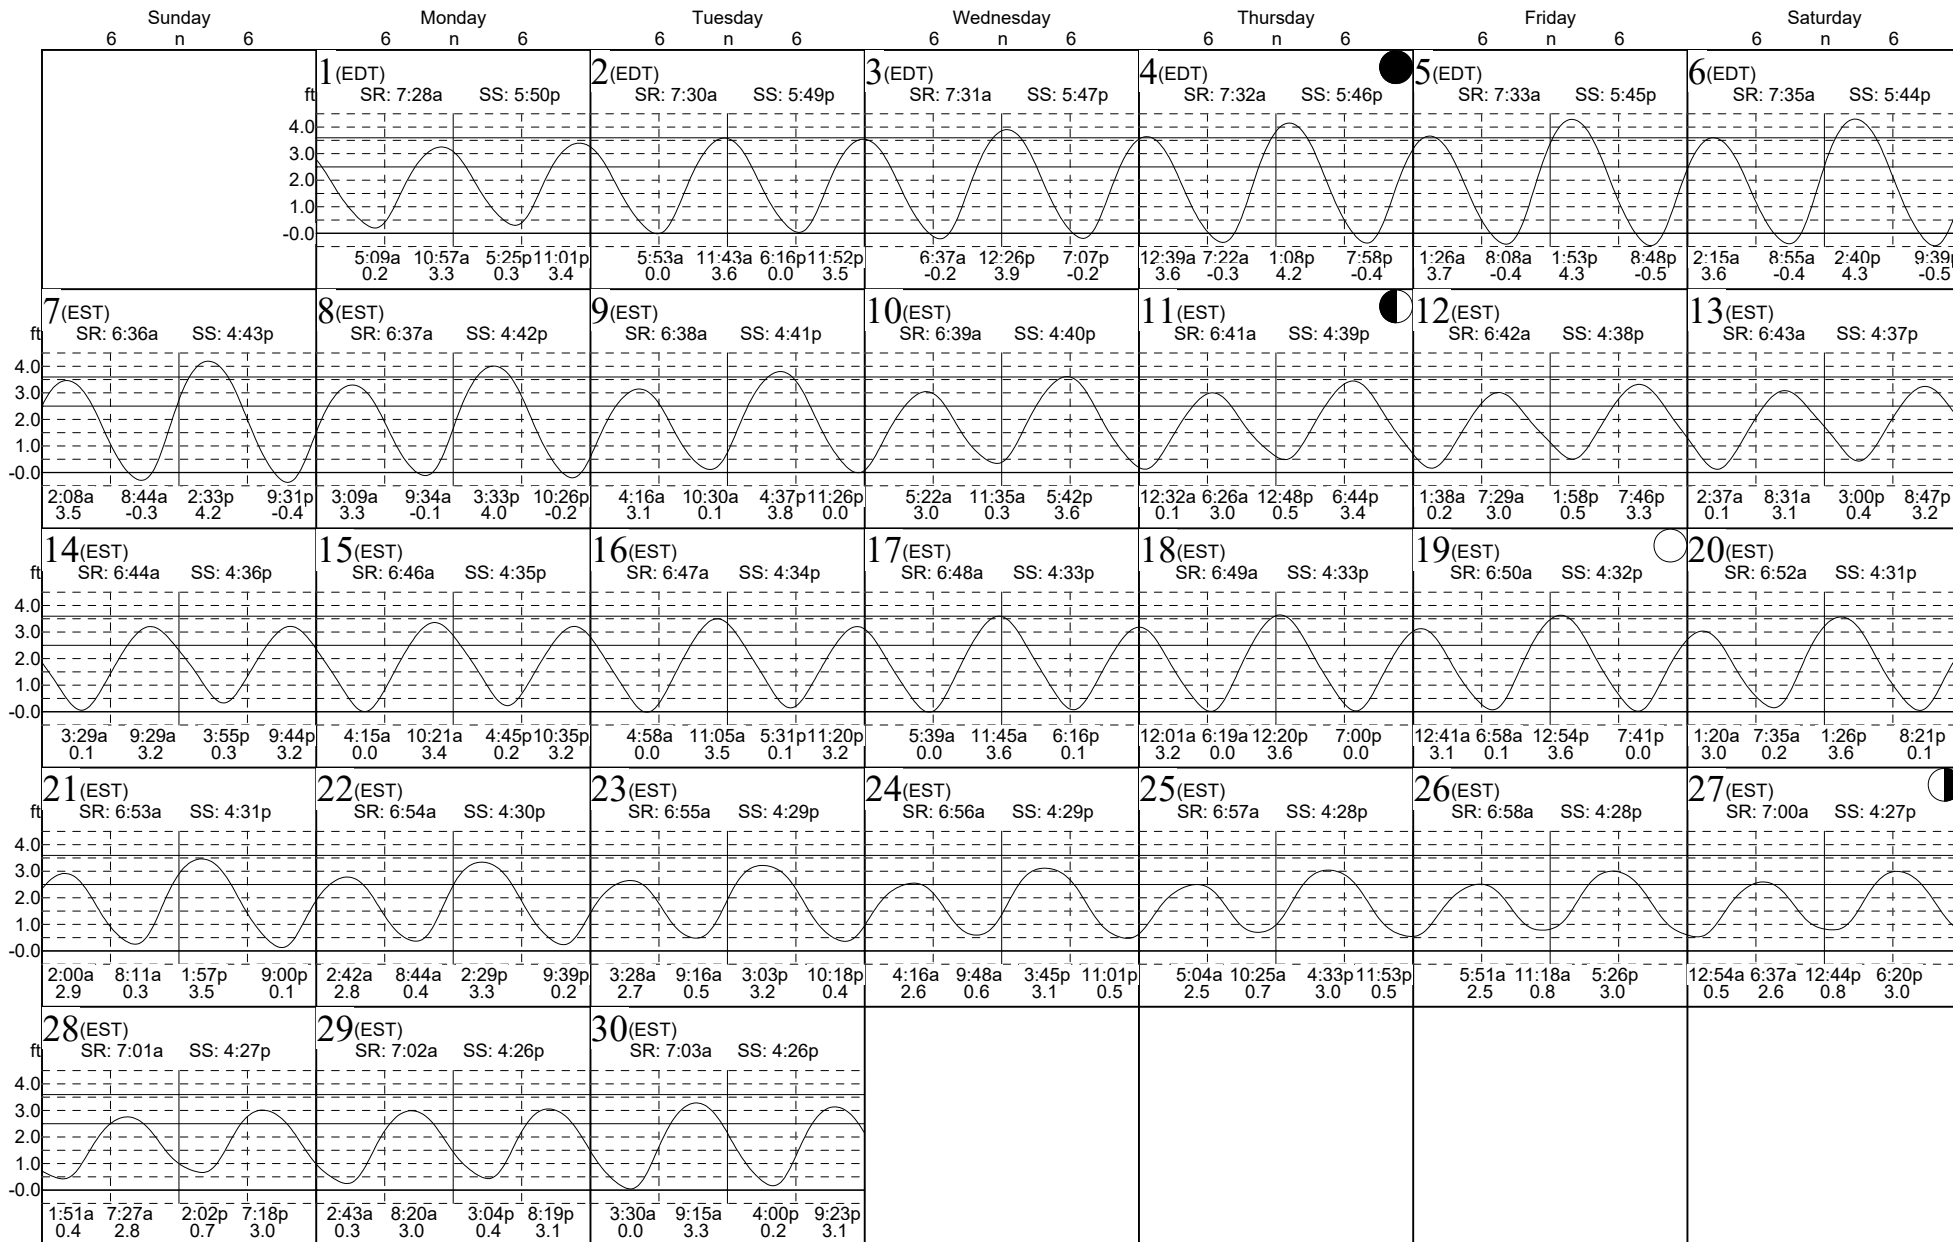 Sunday Monday Tuesday Wednesday Thursday Friday Saturday
6 n 6 6 n 6 6 n 6 6 n 6 6 n 6 6 n 6 6 n 6
1(EDT) 2(EDT) 3(EDT) 4(EDT) 5(EDT) 6(EDT)
ft SR: 7:28a SS: 5:50p SR: 7:30a SS: 5:49p SR: 7:31a SS: 5:47p SR: 7:32a SS: 5:46p SR: 7:33a SS: 5:45p SR: 7:35a SS: 5:44p
4.0
3.0
2.0
1.0
-0.0
5:09a 10:57a 5:25p 11:01p 5:53a 11:43a 6:16p 11:52p 6:37a 12:26p 7:07p 12:39a 7:22a 1:08p 7:58p 1:26a 8:08a 1:53p 8:48p 2:15a 8:55a 2:40p 9:39p
0.2 3.3 0.3 3.4 0.0 3.6 0.0 3.5 -0.2 3.9 -0.2 3.6 -0.3 4.2 -0.4 3.7 -0.4 4.3 -0.5 3.6 -0.4 4.3 -0.5
7(EST) 8(EST) 9(EST) 10(EST) 11(EST) 12(EST) 13(EST)
ft SR: 6:36a SS: 4:43p SR: 6:37a SS: 4:42p SR: 6:38a SS: 4:41p SR: 6:39a SS: 4:40p SR: 6:41a SS: 4:39p SR: 6:42a SS: 4:38p SR: 6:43a SS: 4:37p
4.0
3.0
2.0
1.0
-0.0
2:08a 8:44a 2:33p 9:31p 3:09a 9:34a 3:33p 10:26p 4:16a 10:30a 4:37p 11:26p 5:22a 11:35a 5:42p 12:32a 6:26a 12:48p 6:44p 1:38a 7:29a 1:58p 7:46p 2:37a 8:31a 3:00p 8:47p
3.5 -0.3 4.2 -0.4 3.3 -0.1 4.0 -0.2 3.1 0.1 3.8 0.0 3.0 0.3 3.6 0.1 3.0 0.5 3.4 0.2 3.0 0.5 3.3 0.1 3.1 0.4 3.2
14(EST) 15(EST) 16(EST) 17(EST) 18(EST) 19(EST) 20(EST)
ft SR: 6:44a SS: 4:36p SR: 6:46a SS: 4:35p SR: 6:47a SS: 4:34p SR: 6:48a SS: 4:33p SR: 6:49a SS: 4:33p SR: 6:50a SS: 4:32p SR: 6:52a SS: 4:31p
4.0
3.0
2.0
1.0
-0.0
3:29a 9:29a 3:55p 9:44p 4:15a 10:21a 4:45p 10:35p 4:58a 11:05a 5:31p 11:20p 5:39a 11:45a 6:16p 12:01a 6:19a 12:20p 7:00p 12:41a 6:58a 12:54p 7:41p 1:20a 7:35a 1:26p 8:21p
0.1 3.2 0.3 3.2 0.0 3.4 0.2 3.2 0.0 3.5 0.1 3.2 0.0 3.6 0.1 3.2 0.0 3.6 0.0 3.1 0.1 3.6 0.0 3.0 0.2 3.6 0.1
21(EST) 22(EST) 23(EST) 24(EST) 25(EST) 26(EST) 27(EST)
ft SR: 6:53a SS: 4:31p SR: 6:54a SS: 4:30p SR: 6:55a SS: 4:29p SR: 6:56a SS: 4:29p SR: 6:57a SS: 4:28p SR: 6:58a SS: 4:28p SR: 7:00a SS: 4:27p
4.0
3.0
2.0
1.0
-0.0
2:00a 8:11a 1:57p 9:00p 2:42a 8:44a 2:29p 9:39p 3:28a 9:16a 3:03p 10:18p 4:16a 9:48a 3:45p 11:01p 5:04a 10:25a 4:33p 11:53p 5:51a 11:18a 5:26p 12:54a 6:37a 12:44p 6:20p
2.9 0.3 3.5 0.1 2.8 0.4 3.3 0.2 2.7 0.5 3.2 0.4 2.6 0.6 3.1 0.5 2.5 0.7 3.0 0.5 2.5 0.8 3.0 0.5 2.6 0.8 3.0
28(EST) 29(EST) 30(EST)
ft SR: 7:01a SS: 4:27p SR: 7:02a SS: 4:26p SR: 7:03a SS: 4:26p
4.0
3.0
2.0
1.0
-0.0
1:51a 7:27a 2:02p 7:18p 2:43a 8:20a 3:04p 8:19p 3:30a 9:15a 4:00p 9:23p
0.4 2.8 0.7 3.0 0.3 3.0 0.4 3.1 0.0 3.3 0.2 3.1